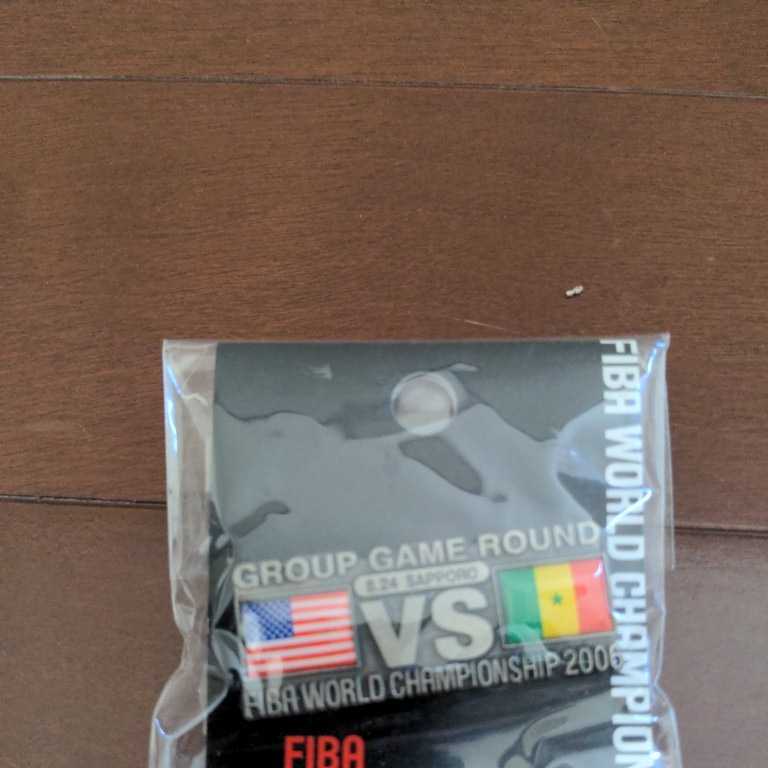 GROUP GAME ROUND
8.24 SAPPORO
VS
FIBA WORLD CHAMPIONSHIP 2006
FIBA
FIBA WORLD CHAMPION